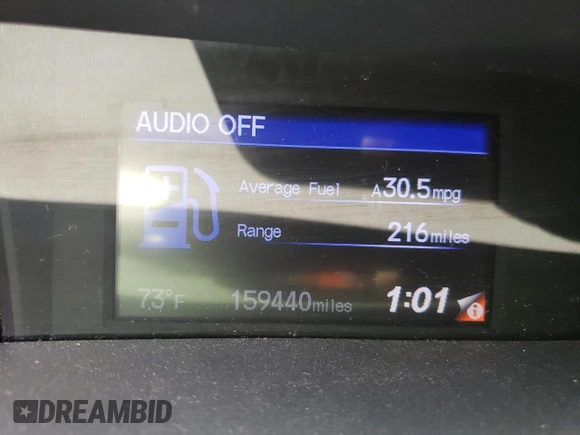 AUDIO OFF
Average Fuel A30.5mpg
Range 216miles
73°F 159440miles 1:01 i
DREAMBID